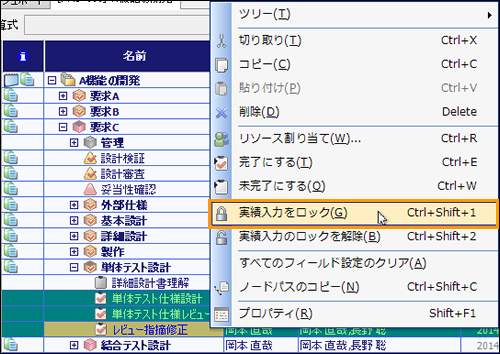 覧式
名前
A機能の開発
要求A
要求B
要求C
管理
設計検証
設計審査
妥当性確認
外部仕様
基本設計
詳細設計
製作
単体テスト設計
詳細設計書理解
単体テスト仕様設計
単体テスト仕様レビュー
レビュー指摘修正 岡本 直哉 岡本 直哉,長野 聡 2014
結合テスト設計 岡本 直哉 岡本 直哉,長野 聡 2014
ツリー(T)
切り取り(T) Ctrl+X
コピー(C) Ctrl+C
貼り付け(P) Ctrl+V
削除(D) Delete
リソース割り当て(W)... Ctrl+R
完了にする(T) Ctrl+E
未完了にする(Q) Ctrl+W
実績入力をロック(G) Ctrl+Shift+1
実績入力のロックを解除(B) Ctrl+Shift+2
すべてのフィールド設定のクリア(A)
ノードパスのコピー(N) Ctrl+Shift+C
プロパティ(R) Shift+F1